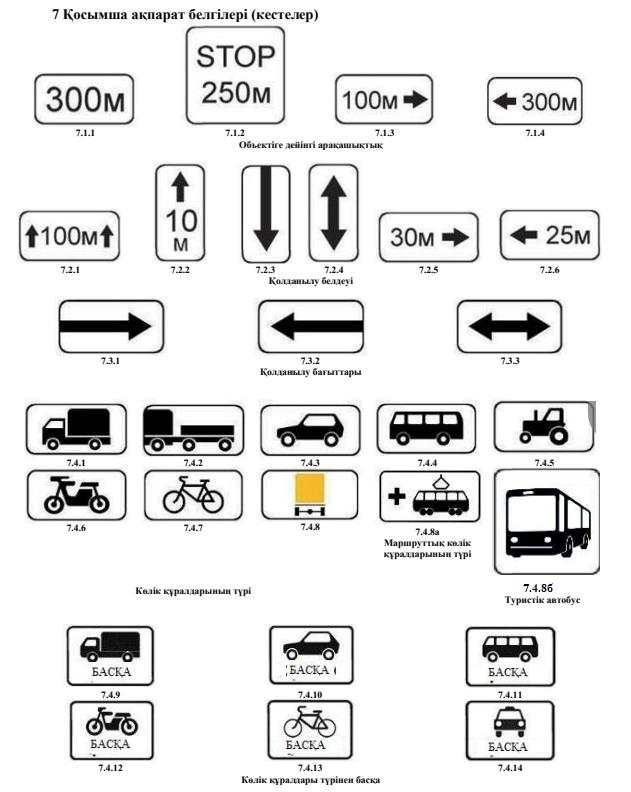 7 Қосымша ақпарат белгілері (кестелер)
300м
STOP
250м
100м
300м
7.1.1
7.1.2
7.1.3
7.1.4
Объектіге дейінгі арақашықтық
100м
10
м
30м
25м
7.2.1
7.2.2
7.2.3
7.2.4
7.2.5
7.2.6
Қолданылу белдеуі
7.3.1
7.3.2
7.3.3
Қолданылу бағыттары
7.4.1
7.4.2
7.4.3
7.4.4
7.4.5
7.4.6
7.4.7
7.4.8
7.4.8а
Маршруттық көлік
құралдарының түрі
7.4.8б
Туристік автобус
Көлік құралдарының түрі
БАСҚА
БАСҚА
БАСҚА
7.4.9
7.4.10
7.4.11
БАСҚА
БАСҚА
БАСҚА
7.4.12
7.4.13
7.4.14
Көлік құралдары түрінен басқа